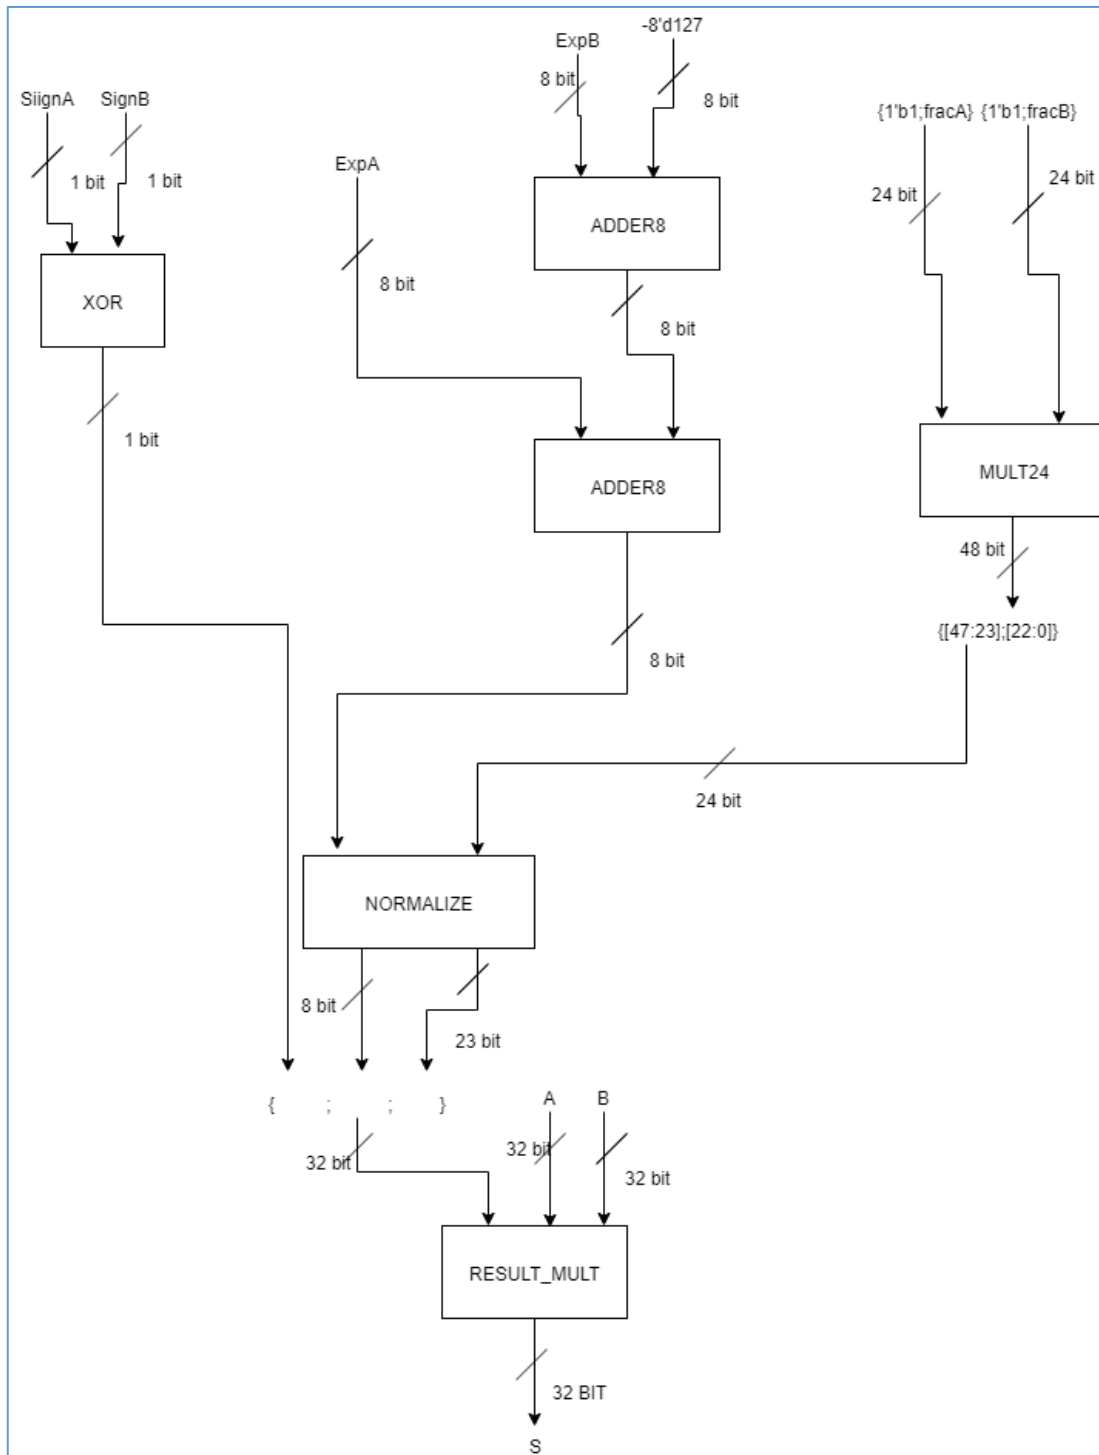 -8'd127
ExpB
8 bit
8 bit
SiignA SignB
{1'b1;fracA} {1'b1;fracB}
1 bit 1 bit
ExpA
24 bit
24 bit
ADDER8
8 bit
XOR
8 bit
1 bit
ADDER8
MULT24
48 bit
{[47:23];[22:0]}
8 bit
24 bit
NORMALIZE
8 bit
23 bit
{ ; ; }
A B
32 bit
32 bit
32 bit
RESULT_MULT
32 BIT
S